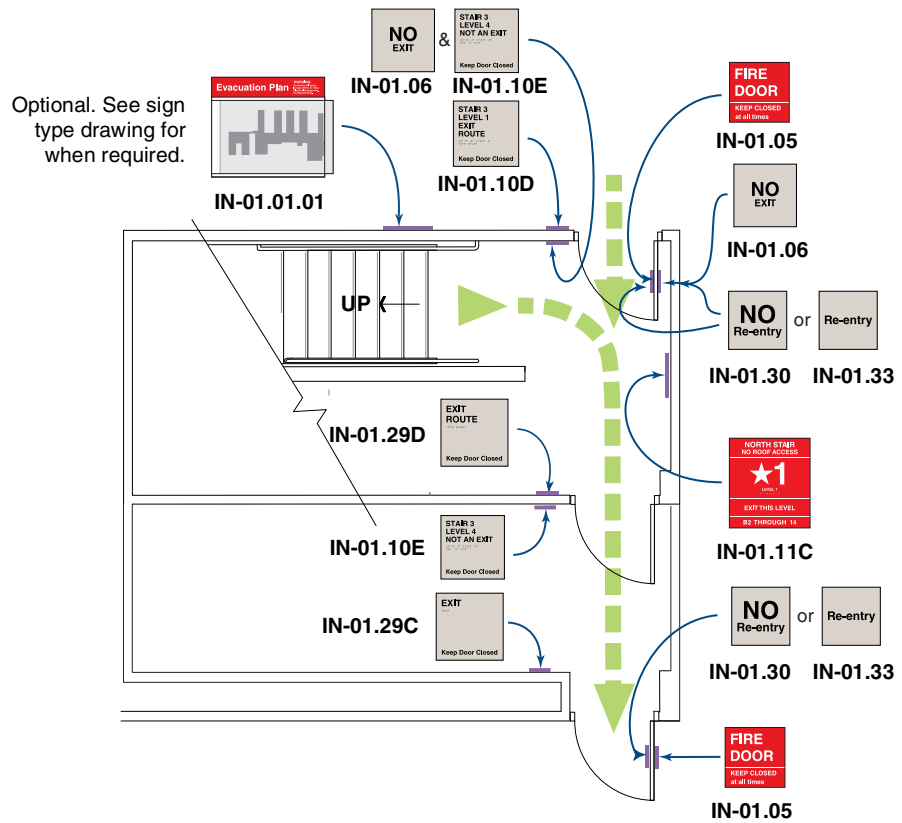 NO
EXIT
&
STAIR 3
LEVEL 4
NOT AN EXIT
Keep Door Closed
IN-01.06
IN-01.10E
Evacuation Plan
Optional. See sign
type drawing for
when required.
IN-01.01.01
STAIR 3
LEVEL 1
EXIT
ROUTE
Keep Door Closed
IN-01.10D
FIRE
DOOR
KEEP CLOSED
at all times
IN-01.05
NO
EXIT
IN-01.06
UP
NO
Re-entry
or
Re-entry
IN-01.30
IN-01.33
EXIT
ROUTE
Keep Door Closed
IN-01.29D
NORTH STAIR
NO ROOF ACCESS
★1
LEVEL 1
EXIT THIS LEVEL
B2 THROUGH 14
IN-01.11C
STAIR 3
LEVEL 4
NOT AN EXIT
Keep Door Closed
IN-01.10E
EXIT
Keep Door Closed
IN-01.29C
NO
Re-entry
or
Re-entry
IN-01.30
IN-01.33
FIRE
DOOR
KEEP CLOSED
at all times
IN-01.05